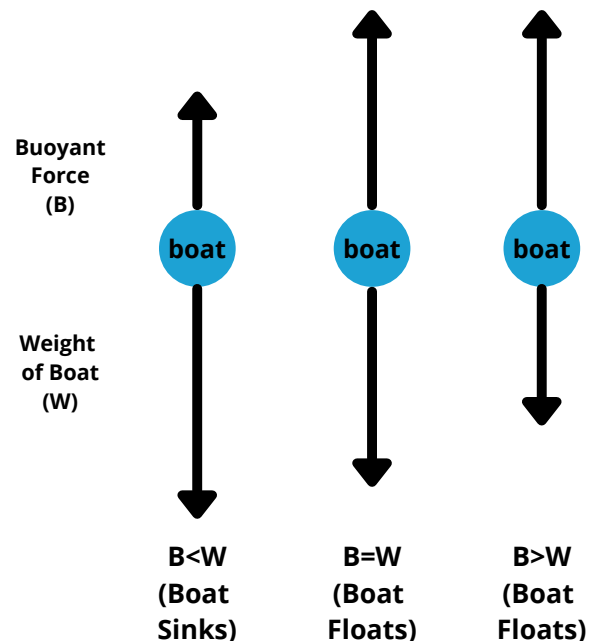 Buoyant
Force
(B)
boat
boat
boat
Weight
of Boat
(W)
B<W
(Boat
Sinks)
B=W
(Boat
Floats)
B>W
(Boat
Floats)